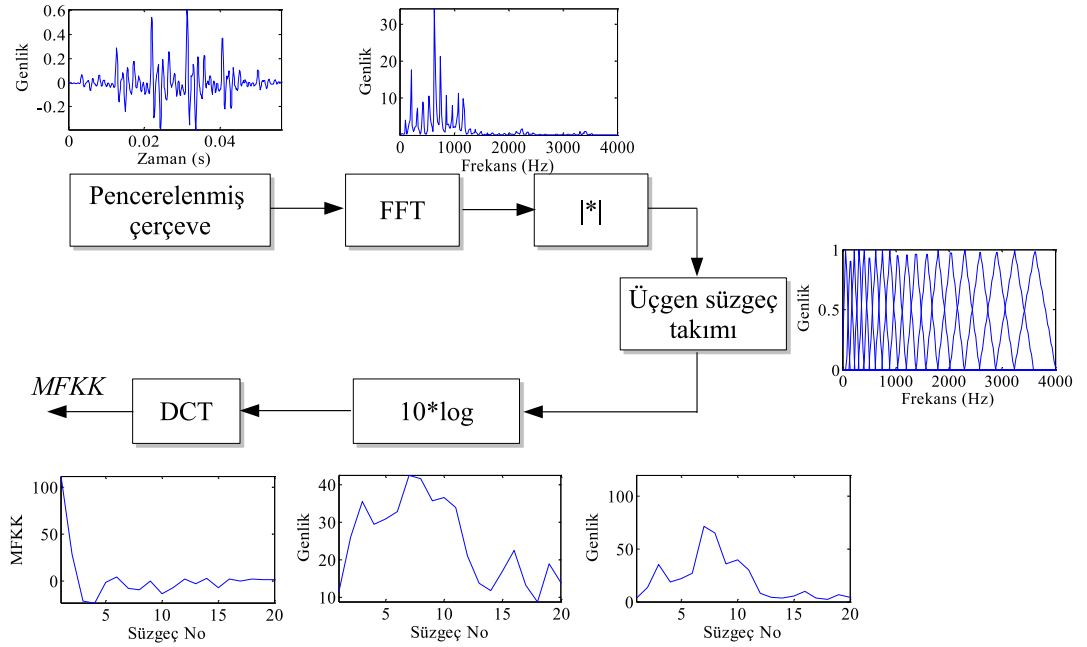 0.6
0.4
0.2
0
-0.2
Genlik
0 0.02 0.04
Zaman (s)
30
20
10
Genlik
0 1000 2000 3000 4000
Frekans (Hz)
Pencerelenmiş
çerçeve
FFT
|*|
Üçgen süzgeç
takımı
1
0.5
0
Genlik
0 1000 2000 3000 4000
Frekans (Hz)
MFKK
DCT
10*log
100
50
0
MFKK
5 10 15 20
Süzgeç No
40
30
20
10
Genlik
5 10 15 20
Süzgeç No
100
50
0
Genlik
5 10 15 20
Süzgeç No